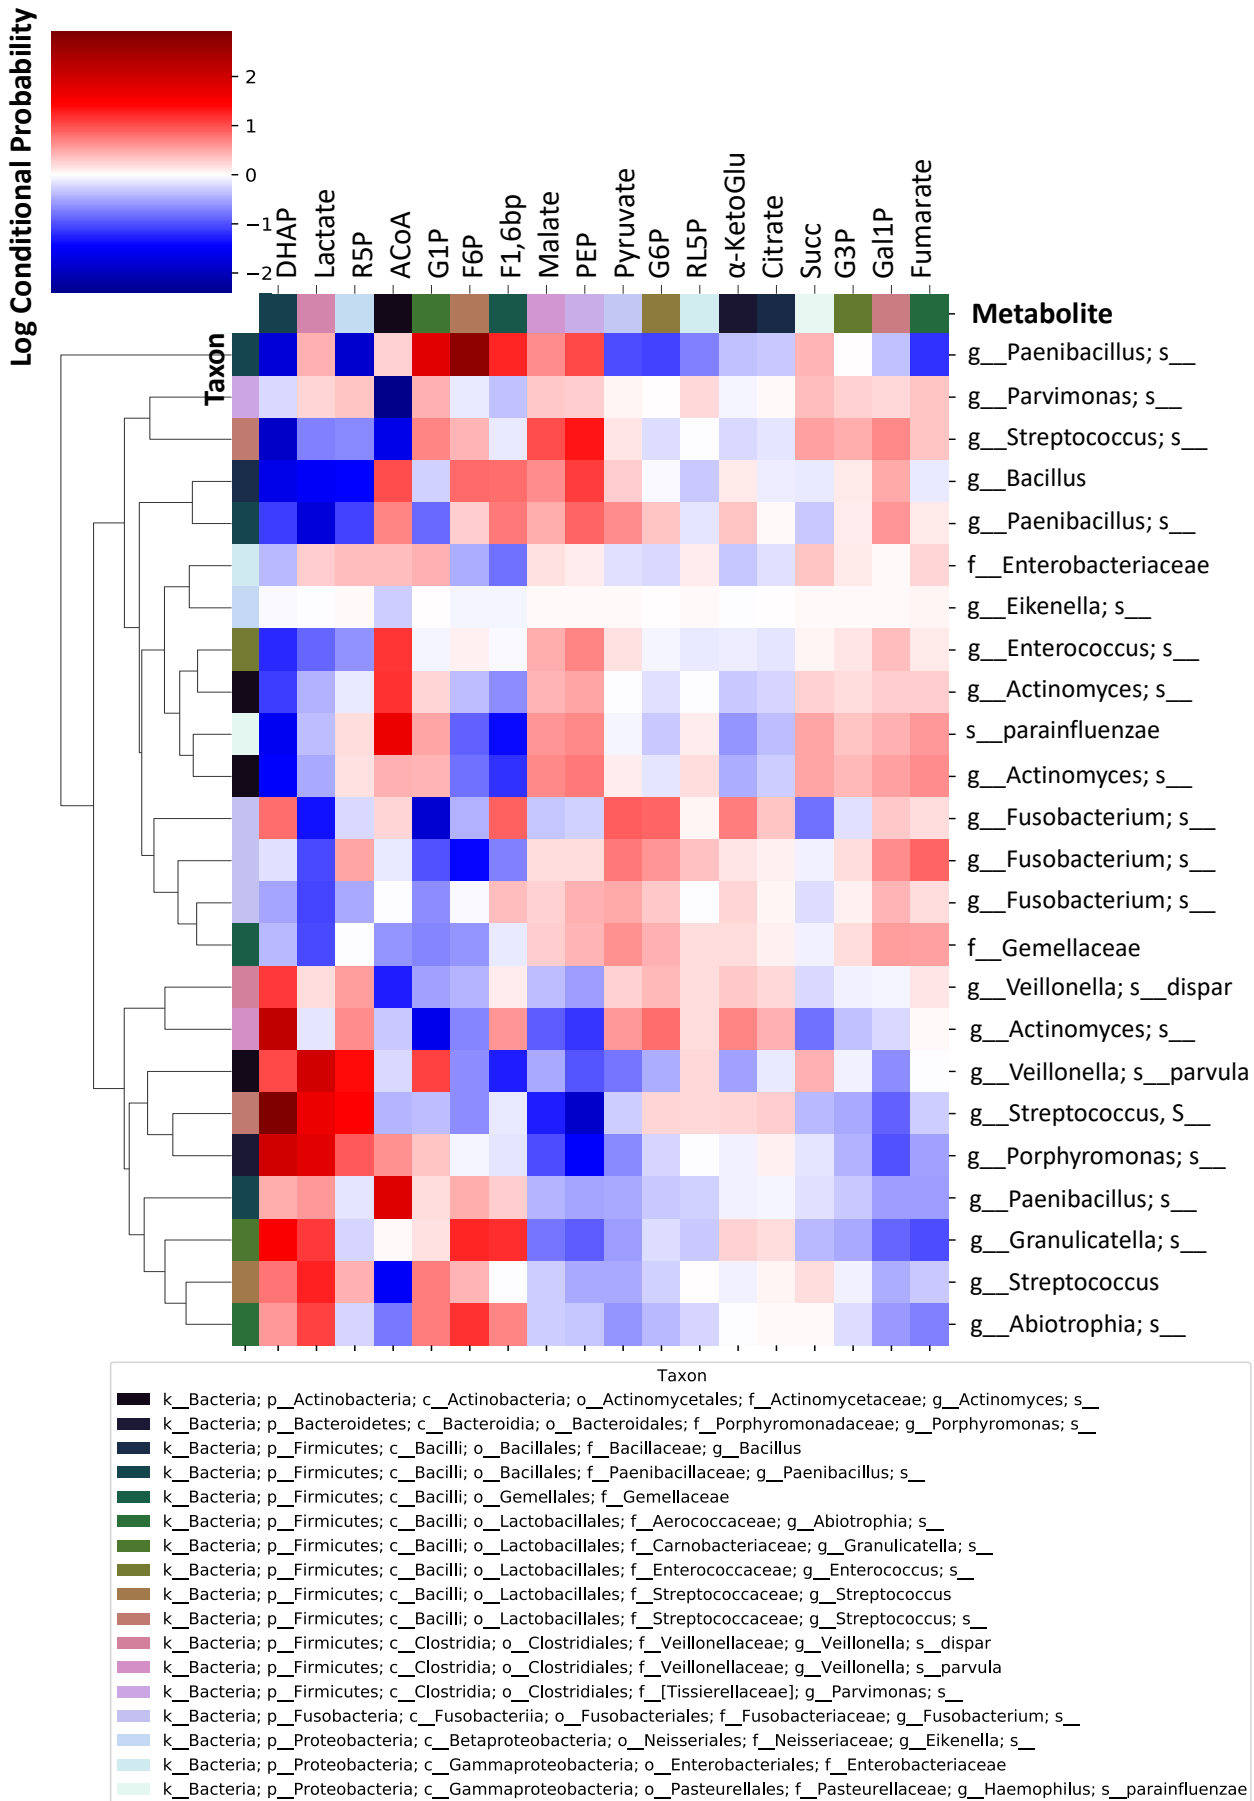 Log Conditional Probability
2
1
0
−1
−2
DHAP
Lactate
R5P
ACoA
G1P
F6P
F1,6bp
Malate
PEP
Pyruvate
G6P
RL5P
α-KetoGlu
Citrate
Succ
G3P
Gal1P
Fumarate
Metabolite
Taxon
g__Paenibacillus; s__
g__Parvimonas; s__
g__Streptococcus; s__
g__Bacillus
g__Paenibacillus; s__
f__Enterobacteriaceae
g__Eikenella; s__
g__Enterococcus; s__
g__Actinomyces; s__
s__parainfluenzae
g__Actinomyces; s__
g__Fusobacterium; s__
g__Fusobacterium; s__
g__Fusobacterium; s__
f__Gemellaceae
g__Veillonella; s__dispar
g__Actinomyces; s__
g__Veillonella; s__parvula
g__Streptococcus, S__
g__Porphyromonas; s__
g__Paenibacillus; s__
g__Granulicatella; s__
g__Streptococcus
g__Abiotrophia; s__
Taxon
k__Bacteria; p__Actinobacteria; c__Actinobacteria; o__Actinomycetales; f__Actinomycetaceae; g__Actinomyces; s__
k__Bacteria; p__Bacteroidetes; c__Bacteroidia; o__Bacteroidales; f__Porphyromonadaceae; g__Porphyromonas; s__
k__Bacteria; p__Firmicutes; c__Bacilli; o__Bacillales; f__Bacillaceae; g__Bacillus
k__Bacteria; p__Firmicutes; c__Bacilli; o__Bacillales; f__Paenibacillaceae; g__Paenibacillus; s__
k__Bacteria; p__Firmicutes; c__Bacilli; o__Gemellales; f__Gemellaceae
k__Bacteria; p__Firmicutes; c__Bacilli; o__Lactobacillales; f__Aerococcaceae; g__Abiotrophia; s__
k__Bacteria; p__Firmicutes; c__Bacilli; o__Lactobacillales; f__Carnobacteriaceae; g__Granulicatella; s__
k__Bacteria; p__Firmicutes; c__Bacilli; o__Lactobacillales; f__Enterococcaceae; g__Enterococcus; s__
k__Bacteria; p__Firmicutes; c__Bacilli; o__Lactobacillales; f__Streptococcaceae; g__Streptococcus
k__Bacteria; p__Firmicutes; c__Bacilli; o__Lactobacillales; f__Streptococcaceae; g__Streptococcus; s__
k__Bacteria; p__Firmicutes; c__Clostridia; o__Clostridiales; f__Veillonellaceae; g__Veillonella; s__dispar
k__Bacteria; p__Firmicutes; c__Clostridia; o__Clostridiales; f__Veillonellaceae; g__Veillonella; s__parvula
k__Bacteria; p__Firmicutes; c__Clostridia; o__Clostridiales; f__[Tissierellaceae]; g__Parvimonas; s__
k__Bacteria; p__Fusobacteria; c__Fusobacteriia; o__Fusobacteriales; f__Fusobacteriaceae; g__Fusobacterium; s__
k__Bacteria; p__Proteobacteria; c__Betaproteobacteria; o__Neisseriales; f__Neisseriaceae; g__Eikenella; s__
k__Bacteria; p__Proteobacteria; c__Gammaproteobacteria; o__Enterobacteriales; f__Enterobacteriaceae
k__Bacteria; p__Proteobacteria; c__Gammaproteobacteria; o__Pasteurellales; f__Pasteurellaceae; g__Haemophilus; s__parainfluenzae